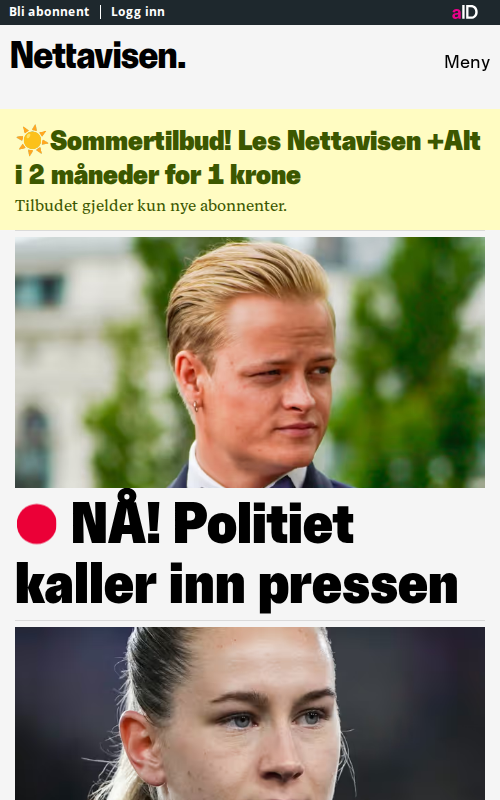 Bli abonnent | Logg inn
aID
Nettavisen.
Meny
☀️Sommertilbud! Les Nettavisen +Alt
i 2 måneder for 1 krone
Tilbudet gjelder kun nye abonnenter.
NÅ! Politiet
kaller inn pressen